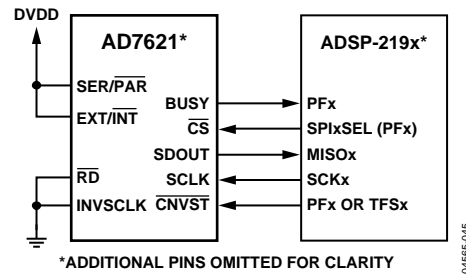 DVDD
AD7621*
ADSP-219x*
SER/PAR
EXT/INT
BUSY
PFx
CS
SPIxSEL (PFx)
SDOUT
MISOx
RD
SCLK
SCKx
INVSCLK
CNVST
PFx OR TFSx
*ADDITIONAL PINS OMITTED FOR CLARITY
04565-045